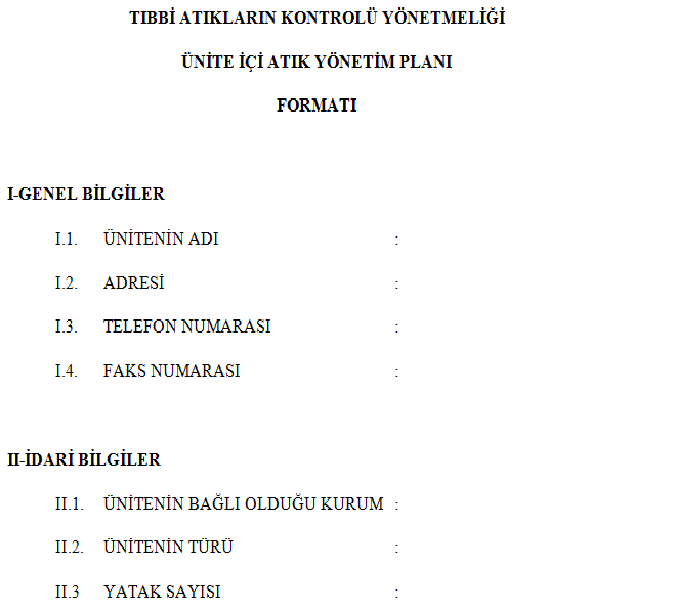 TIBBİ ATIKLARIN KONTROLÜ YÖNETMELİĞİ
ÜNİTE İÇİ ATIK YÖNETİM PLANI
FORMATI
I-GENEL BİLGİLER
I.1. ÜNİTENİN ADI :
I.2. ADRESİ :
I.3. TELEFON NUMARASI :
I.4. FAKS NUMARASI :
II-İDARİ BİLGİLER
II.1. ÜNİTENİN BAĞLI OLDUĞU KURUM :
II.2. ÜNİTENİN TÜRÜ :
II.3 YATAK SAYISI :